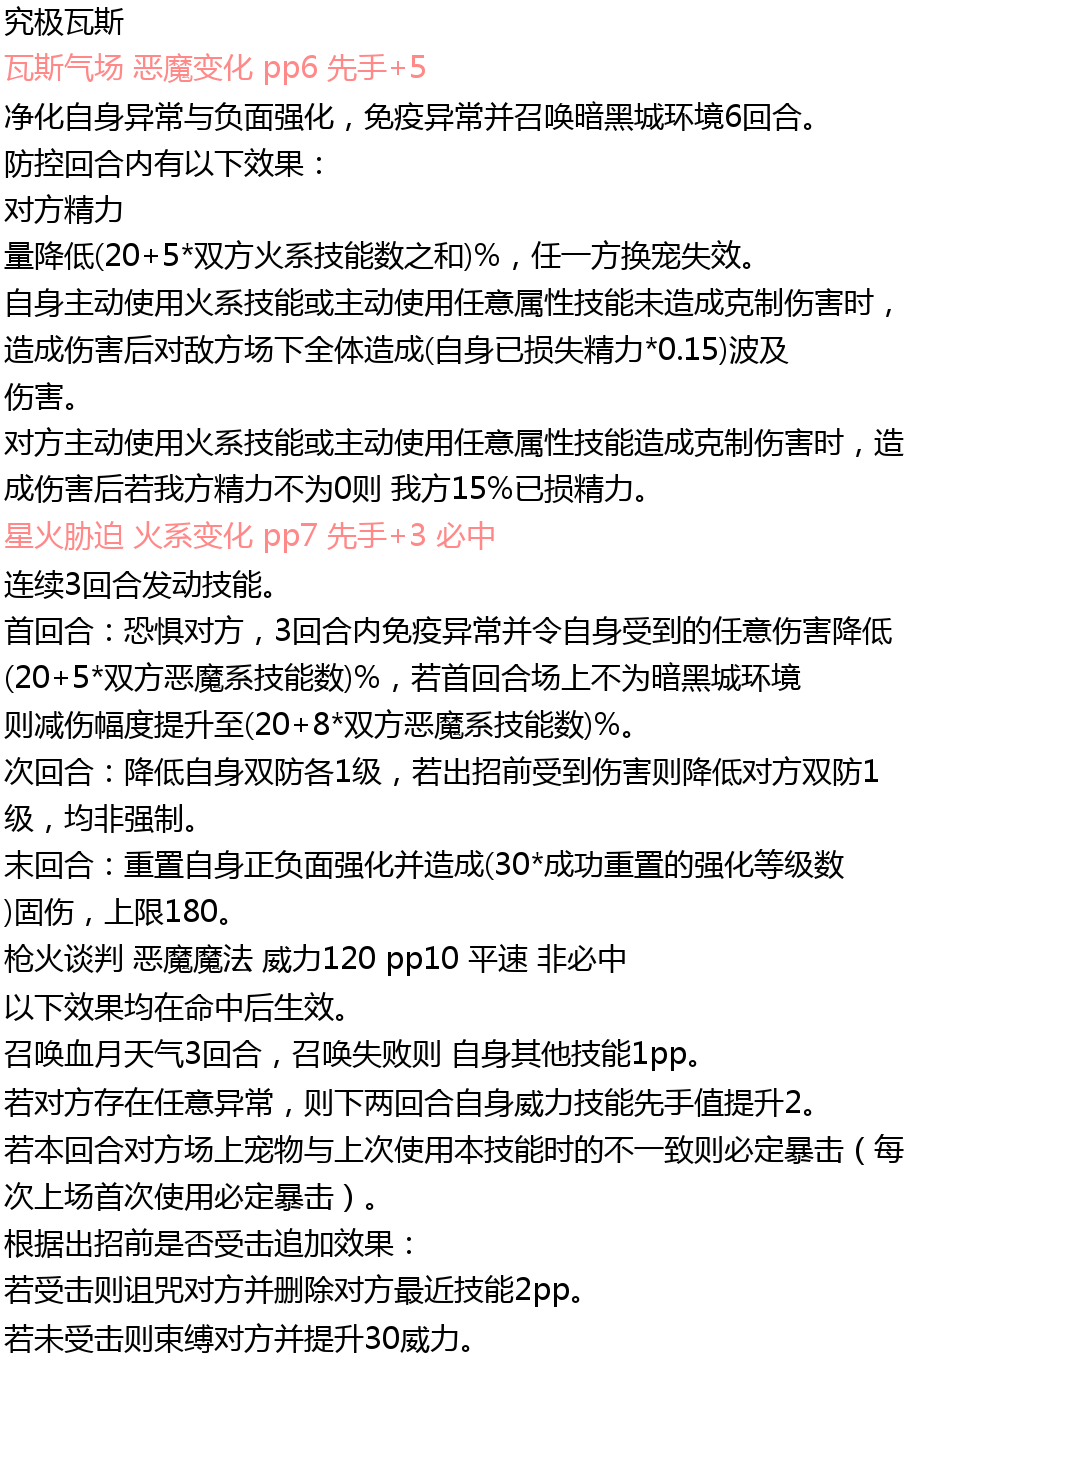 究极瓦斯
瓦斯气场 恶魔变化 pp6 先手+5
净化自身异常与负面强化，免疫异常并召唤暗黑城环境6回合。
防控回合内有以下效果：
对方精力
量降低(20+5*双方火系技能数之和)%，任一方换宠失效。
自身主动使用火系技能或主动使用任意属性技能未造成克制伤害时，
造成伤害后对敌方场下全体造成(自身已损失精力*0.15)波及
伤害。
对方主动使用火系技能或主动使用任意属性技能造成克制伤害时，造
成伤害后若我方精力不为0则 我方15%已损精力。
星火胁迫 火系变化 pp7 先手+3 必中
连续3回合发动技能。
首回合：恐惧对方，3回合内免疫异常并令自身受到的任意伤害降低
(20+5*双方恶魔系技能数)%，若首回合场上不为暗黑城环境
则减伤幅度提升至(20+8*双方恶魔系技能数)%。
次回合：降低自身双防各1级，若出招前受到伤害则降低对方双防1
级，均非强制。
末回合：重置自身正负面强化并造成(30*成功重置的强化等级数
)固伤，上限180。
枪火谈判 恶魔魔法 威力120 pp10 平速 非必中
以下效果均在命中后生效。
召唤血月天气3回合，召唤失败则 自身其他技能1pp。
若对方存在任意异常，则下两回合自身威力技能先手值提升2。
若本回合对方场上宠物与上次使用本技能时的不一致则必定暴击（每
次上场首次使用必定暴击）。
根据出招前是否受击追加效果：
若受击则诅咒对方并删除对方最近技能2pp。
若未受击则束缚对方并提升30威力。